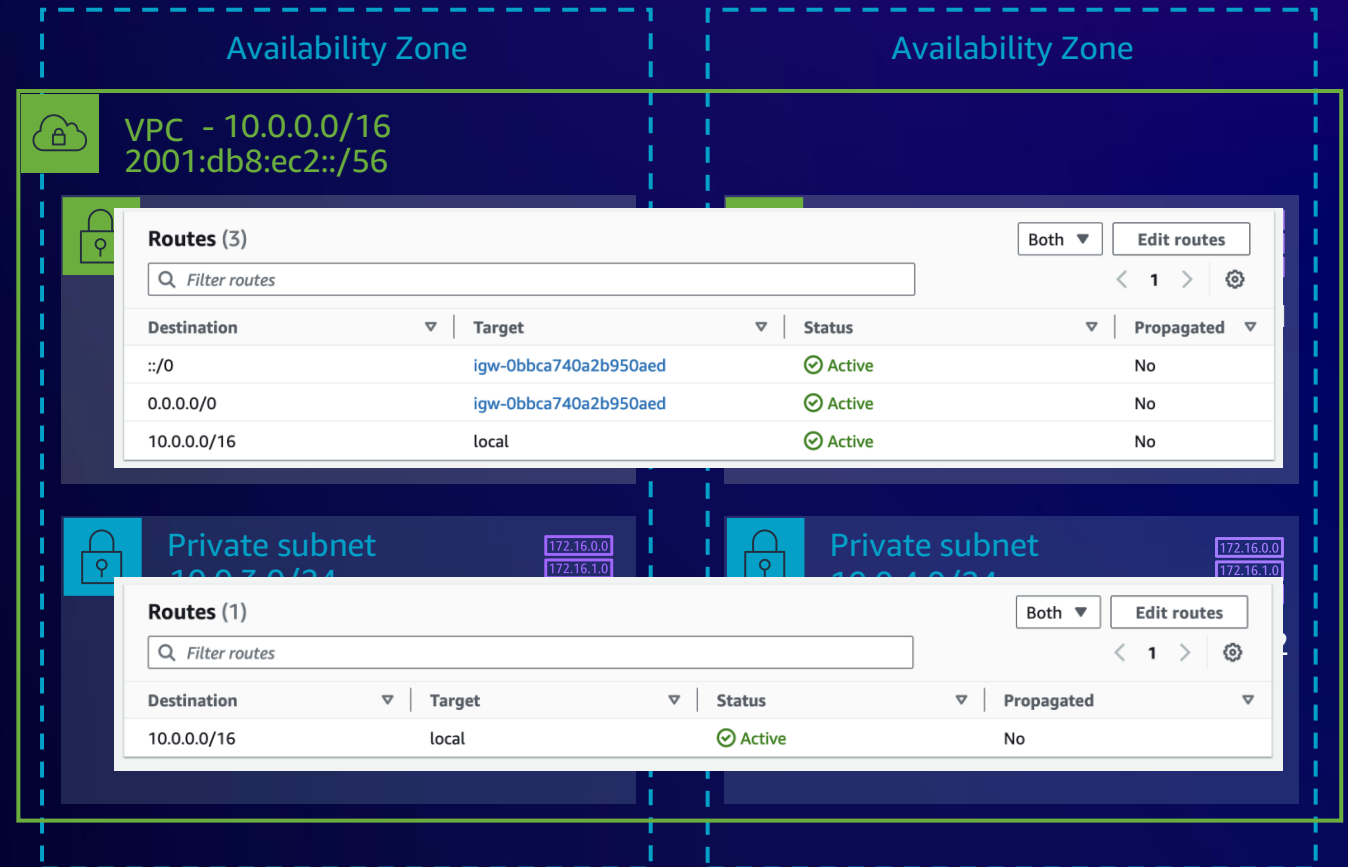 Availability Zone
Availability Zone
VPC - 10.0.0.0/16
2001:db8:ec2::/56
Routes (3)
Both
Edit routes
Filter routes
1
Destination Target Status Propagated
::/0 igw-0bbca740a2b950aed Active No
0.0.0.0/0 igw-0bbca740a2b950aed Active No
10.0.0.0/16 local Active No
Private subnet
172.16.0.0
172.16.1.0
Private subnet
172.16.0.0
172.16.1.0
Routes (1)
Both
Edit routes
Filter routes
1
Destination Target Status Propagated
10.0.0.0/16 local Active No